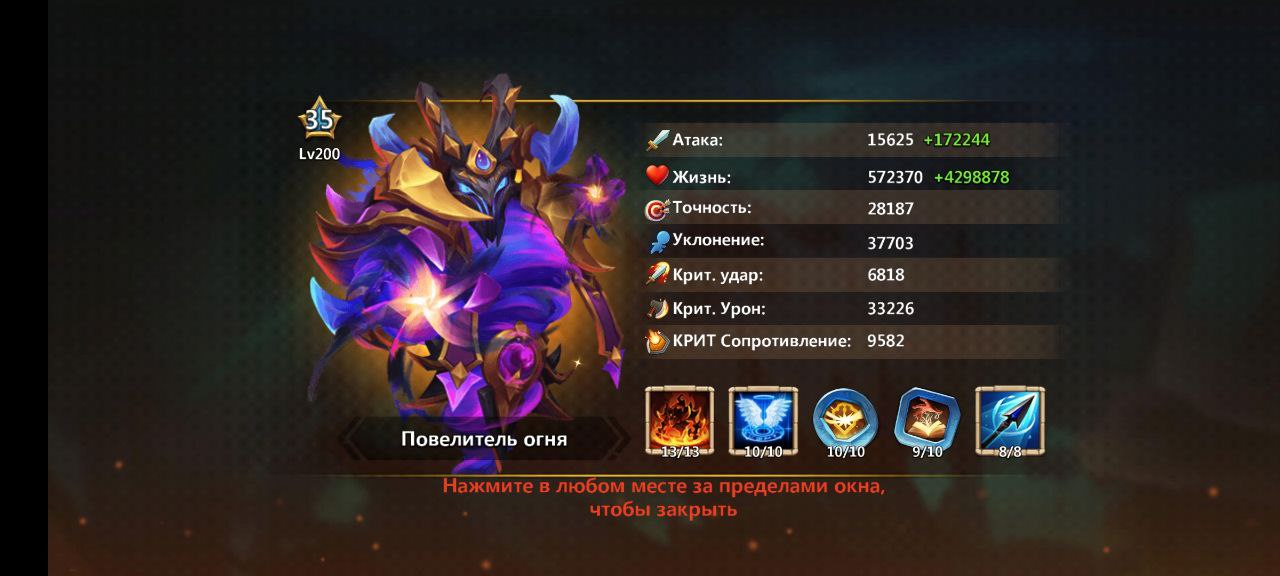 35
Lv200
Атака: 15625 +172244
Жизнь: 572370 +4298878
Точность: 28187
Уклонение: 37703
Крит. удар: 6818
Крит. Урон: 33226
КРИТ Сопротивление: 9582
Повелитель огня
13/13 10/10 10/10 9/10 8/8
Нажмите в любом месте за пределами окна,
чтобы закрыть